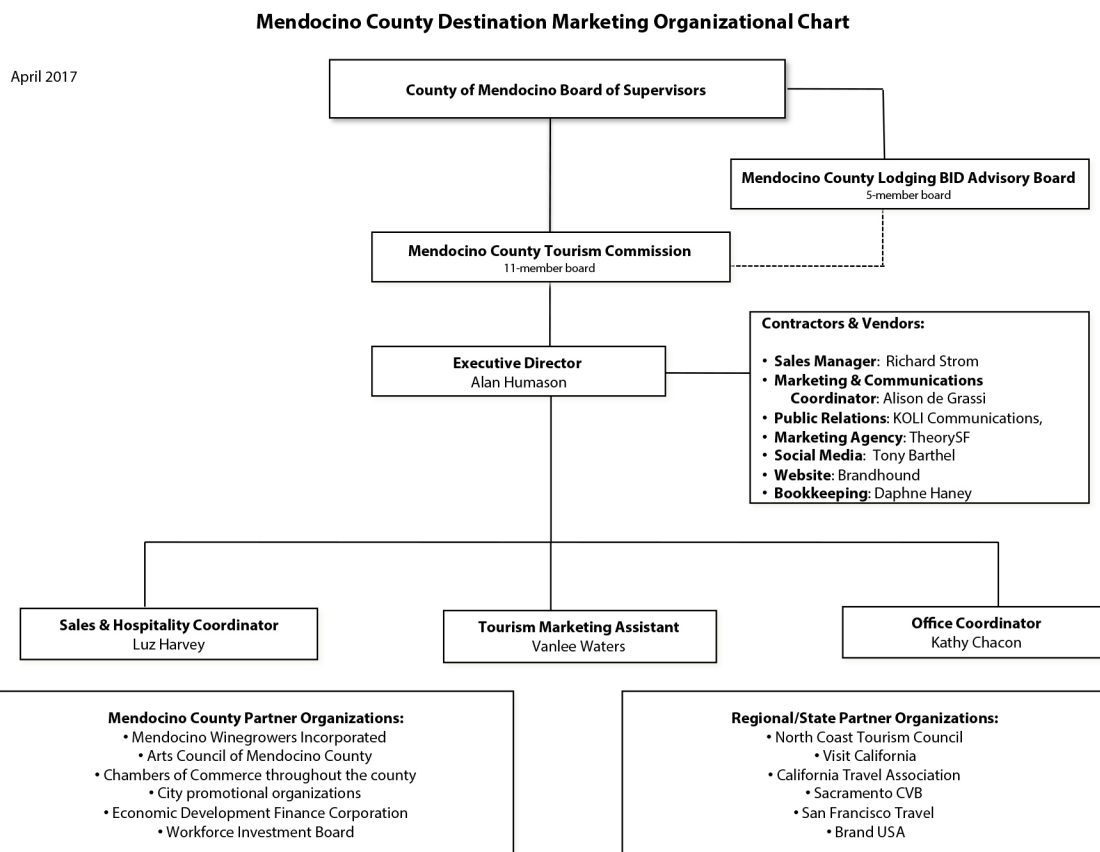 Mendocino County Destination Marketing Organizational Chart
April 2017
County of Mendocino Board of Supervisors
Mendocino County Lodging BID Advisory Board
5-member board
Mendocino County Tourism Commission
11-member board
Executive Director
Alan Humason
Contractors & Vendors:
• Sales Manager: Richard Strom
• Marketing & Communications
Coordinator: Alison de Grassi
• Public Relations: KOLI Communications,
• Marketing Agency: TheorySF
• Social Media: Tony Barthel
• Website: Brandhound
• Bookkeeping: Daphne Haney
Sales & Hospitality Coordinator
Luz Harvey
Tourism Marketing Assistant
Vanlee Waters
Office Coordinator
Kathy Chacon
Mendocino County Partner Organizations:
• Mendocino Winegrowers Incorporated
• Arts Council of Mendocino County
• Chambers of Commerce throughout the county
• City promotional organizations
• Economic Development Finance Corporation
• Workforce Investment Board
Regional/State Partner Organizations:
• North Coast Tourism Council
• Visit California
• California Travel Association
• Sacramento CVB
• San Francisco Travel
• Brand USA